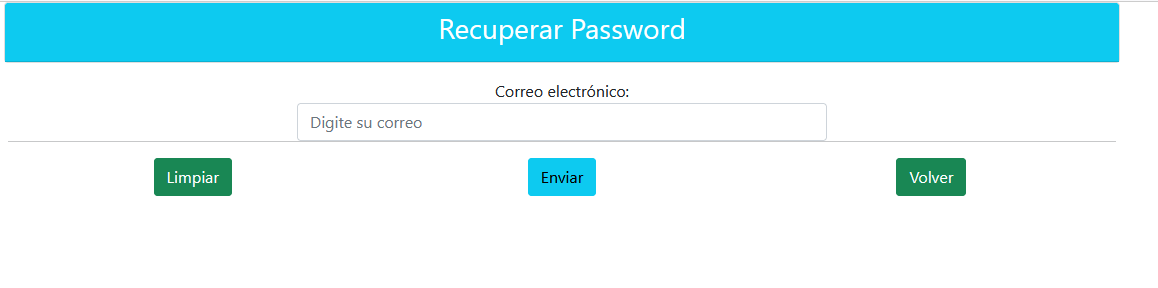 Recuperar Password
Correo electrónico:
Digite su correo
Limpiar Enviar Volver